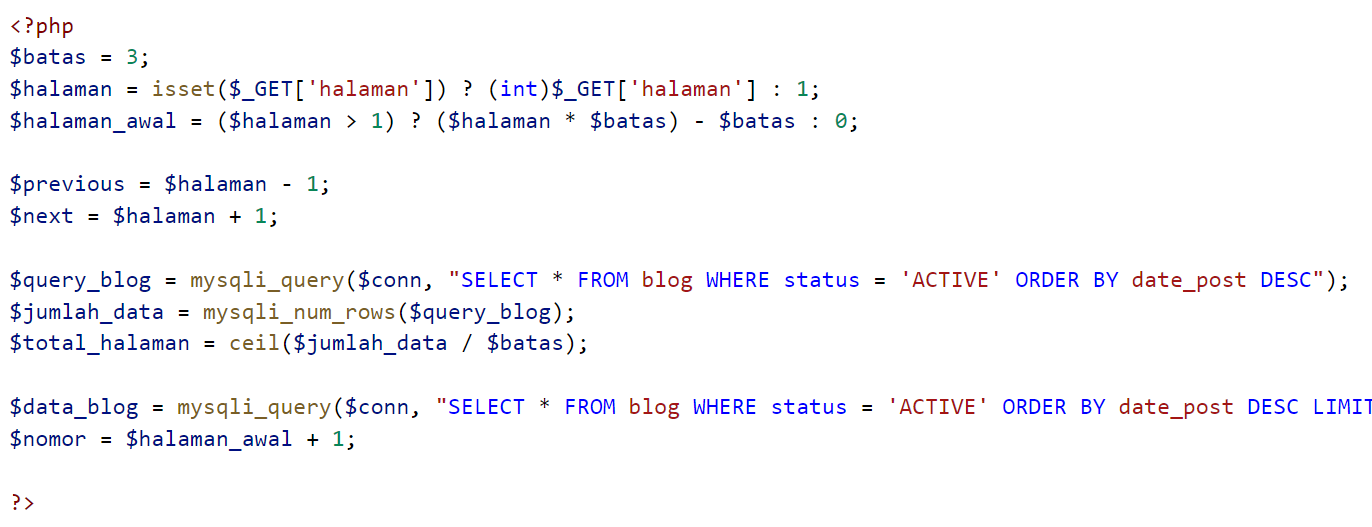 <?php
$batas = 3;
$halaman = isset($_GET['halaman']) ? (int)$_GET['halaman'] : 1;
$halaman_awal = ($halaman > 1) ? ($halaman * $batas) - $batas : 0;
$previous = $halaman - 1;
$next = $halaman + 1;
$query_blog = mysqli_query($conn, "SELECT * FROM blog WHERE status = 'ACTIVE' ORDER BY date_post DESC");
$jumlah_data = mysqli_num_rows($query_blog);
$total_halaman = ceil($jumlah_data / $batas);
$data_blog = mysqli_query($conn, "SELECT * FROM blog WHERE status = 'ACTIVE' ORDER BY date_post DESC LIMIT
$nomor = $halaman_awal + 1;
?>